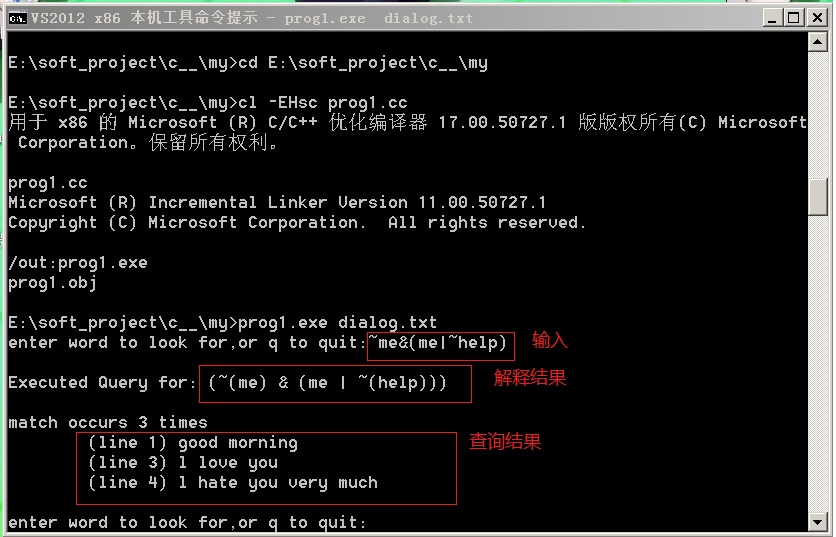 VS2012 x86 本机工具命令提示 - prog1.exe  dialog.txt
E:\soft_project\c__\my>cd E:\soft_project\c__\my
E:\soft_project\c__\my>cl -EHsc prog1.cc
用于 x86 的 Microsoft (R) C/C++ 优化编译器 17.00.50727.1 版版权所有(C) Microsoft
Corporation。保留所有权利。
prog1.cc
Microsoft (R) Incremental Linker Version 11.00.50727.1
Copyright (C) Microsoft Corporation.  All rights reserved.
/out:prog1.exe
prog1.obj
E:\soft_project\c__\my>prog1.exe dialog.txt
enter word to look for,or q to quit:~me&(me|~help) 输入
Executed Query for: (~(me) & (me | ~(help))) 解释结果
match occurs 3 times
(line 1) good morning 查询结果
(line 3) l love you
(line 4) l hate you very much
enter word to look for,or q to quit: